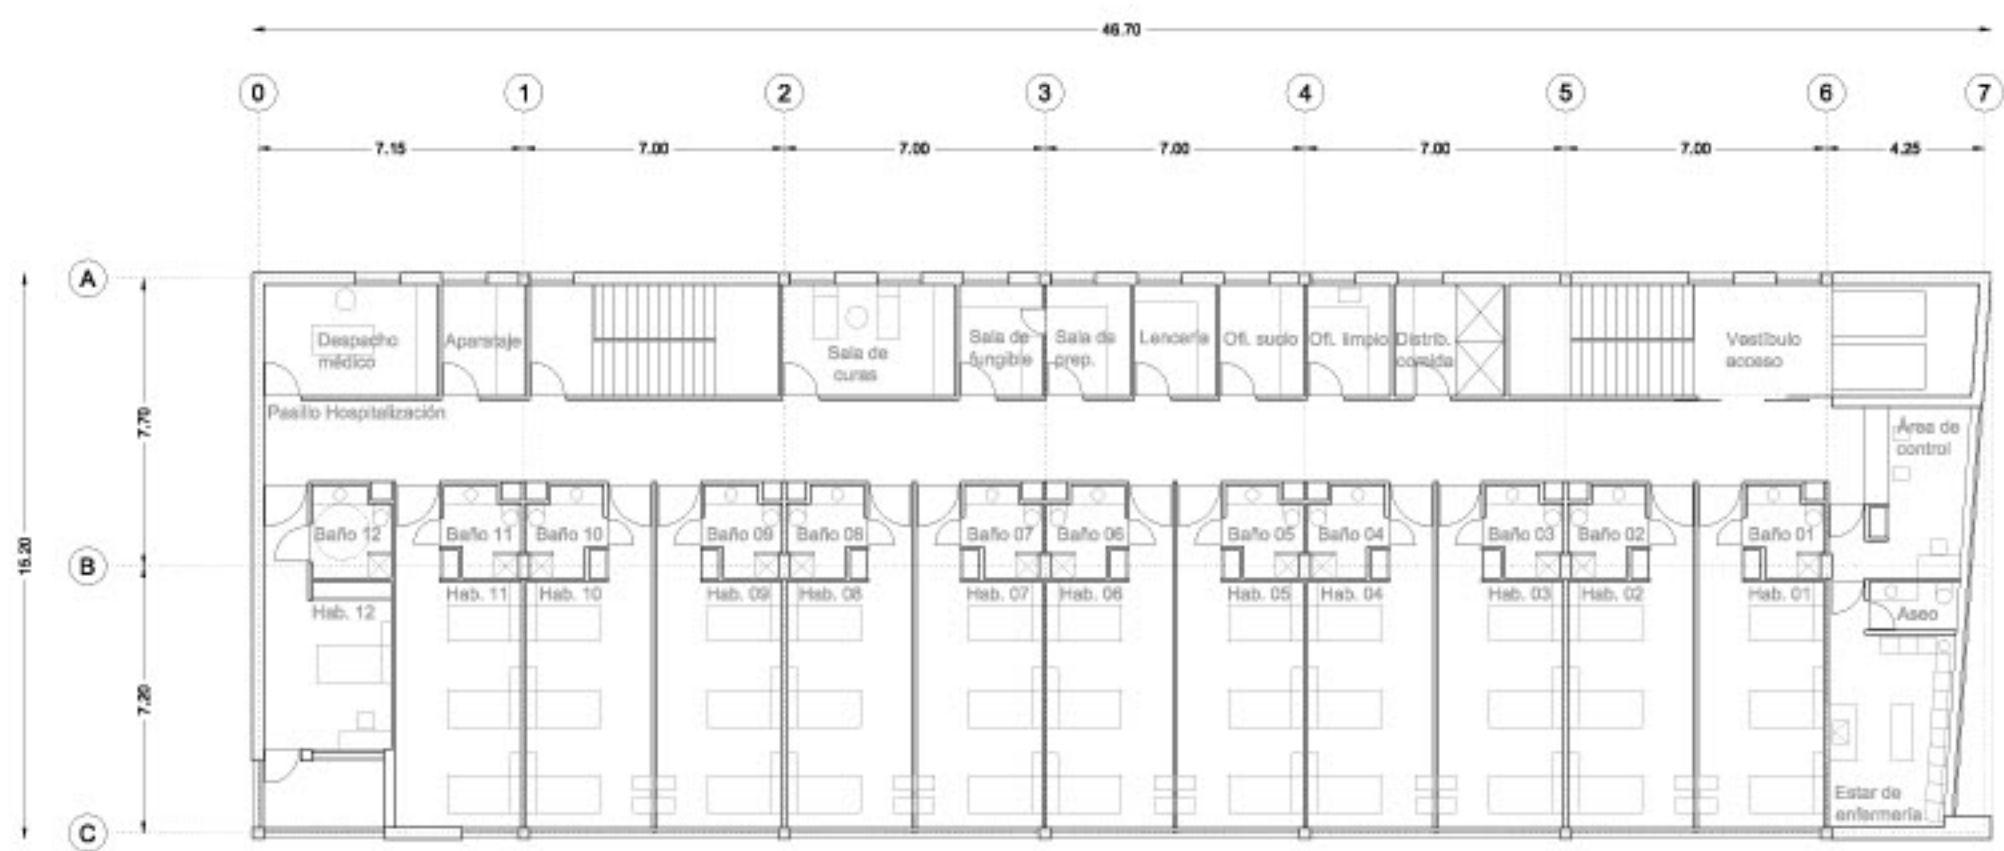 46.70
0 1 2 3 4 5 6 7
7.15 7.00 7.00 7.00 7.00 7.00 4.25
A
Despacho
médico
Aparataje
Sala de
curas
Sala de
fungible
Sala de
prep.
Lencería
Ofi. sucio
Ofi. limpio
Distrib.
comida
Vestíbulo
acceso
Pasillo Hospitalización
Área de
control
7.70
15.20
B
Baño 12 Baño 11 Baño 10 Baño 09 Baño 08 Baño 07 Baño 06 Baño 05 Baño 04 Baño 03 Baño 02 Baño 01
Hab. 12 Hab. 11 Hab. 10 Hab. 09 Hab. 08 Hab. 07 Hab. 06 Hab. 05 Hab. 04 Hab. 03 Hab. 02 Hab. 01
Aseo
7.20
Estar de
enfermería
C